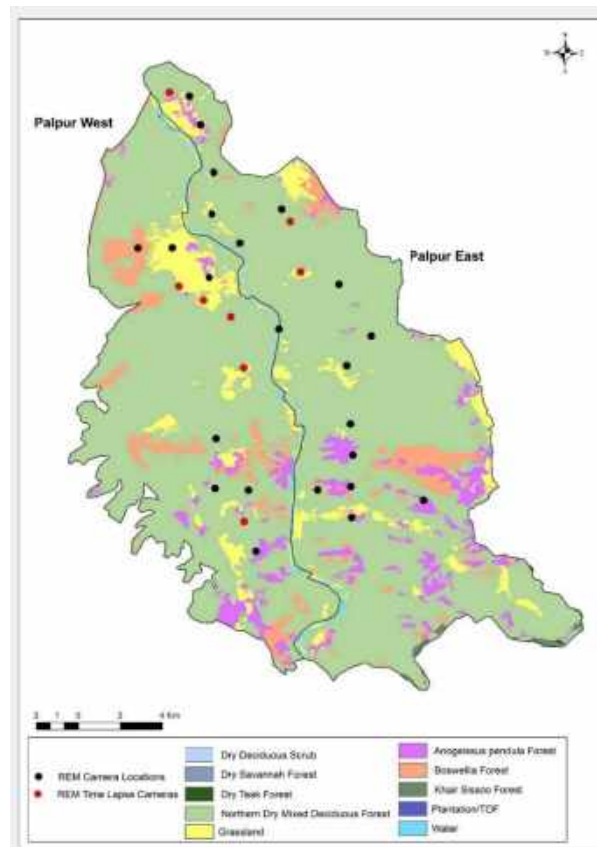 N
Palpur West
Palpur East
4 Km
REM Camera Locations
REM Time Lapse Cameras
Dry Deciduous Scrub
Dry Savannah Forest
Dry Teak Forest
Northern Dry Mixed Deciduous Forest
Grassland
Anogeissus pendula Forest
Boswellia Forest
Khair Sisaoo Forest
Plantation/TOF
Water